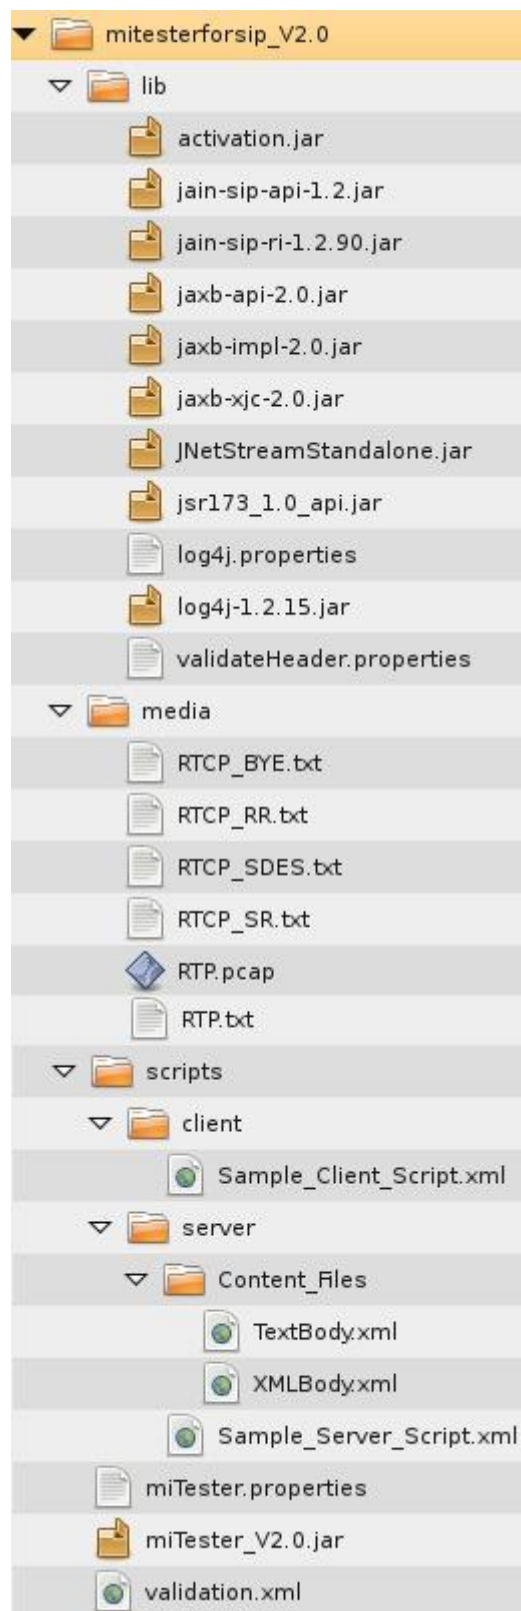 mitesterforsip_V2.0
lib
activation.jar
jain-sip-api-1.2.jar
jain-sip-ri-1.2.90.jar
jaxb-api-2.0.jar
jaxb-impl-2.0.jar
jaxb-xjc-2.0.jar
JNetStreamStandalone.jar
jsr173_1.0_api.jar
log4j.properties
log4j-1.2.15.jar
validateHeader.properties
media
RTCP_BYE.txt
RTCP_RR.txt
RTCP_SDES.txt
RTCP_SR.txt
RTP.pcap
RTP.txt
scripts
client
Sample_Client_Script.xml
server
Content_Files
TextBody.xml
XMLBody.xml
Sample_Server_Script.xml
miTester.properties
miTester_V2.0.jar
validation.xml